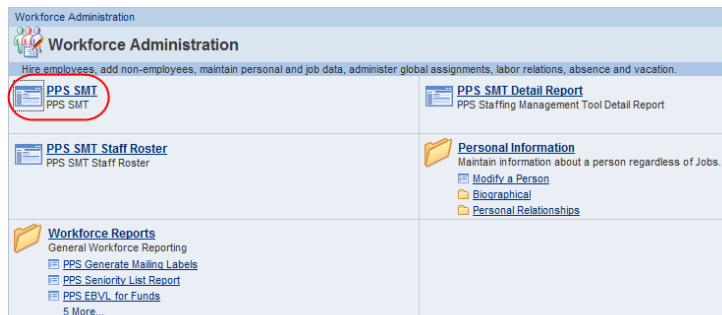 Workforce Administration
Workforce Administration
Hire employees, add non-employees, maintain personal and job data, administer global assignments, labor relations, absence and vacation.
PPS SMT
PPS SMT
PPS SMT Detail Report
PPS Staffing Management Tool Detail Report
PPS SMT Staff Roster
PPS SMT Staff Roster
Personal Information
Maintain information about a person regardless of Jobs.
Modify a Person
Biographical
Personal Relationships
Workforce Reports
General Workforce Reporting
PPS Generate Mailing Labels
PPS Seniority List Report
PPS EBVL for Funds
5 More...